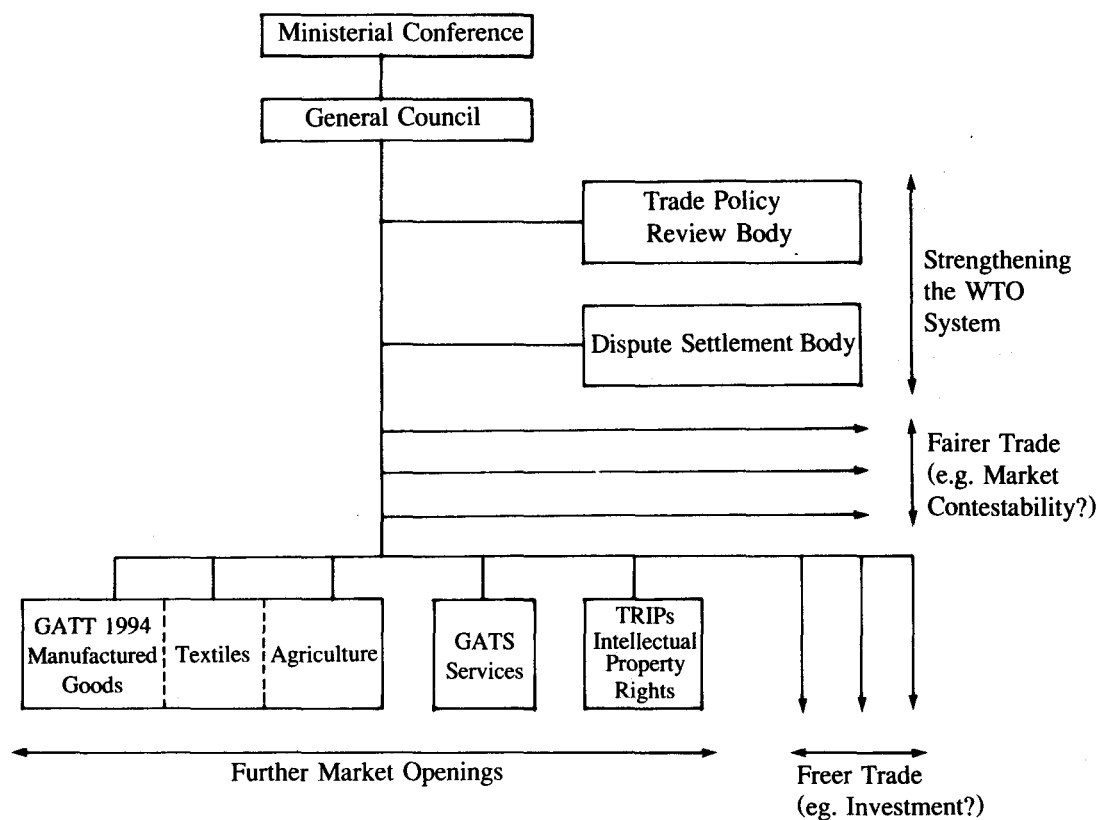 Ministerial Conference
General Council
Trade Policy
Review Body
Dispute Settlement Body
Strengthening
the WTO
System
Fairer Trade
(e.g. Market
Contestability?)
GATT 1994
Manufactured
Goods
Textiles
Agriculture
GATS
Services
TRIPs
Intellectual
Property
Rights
Further Market Openings
Freer Trade
(eg. Investment?)